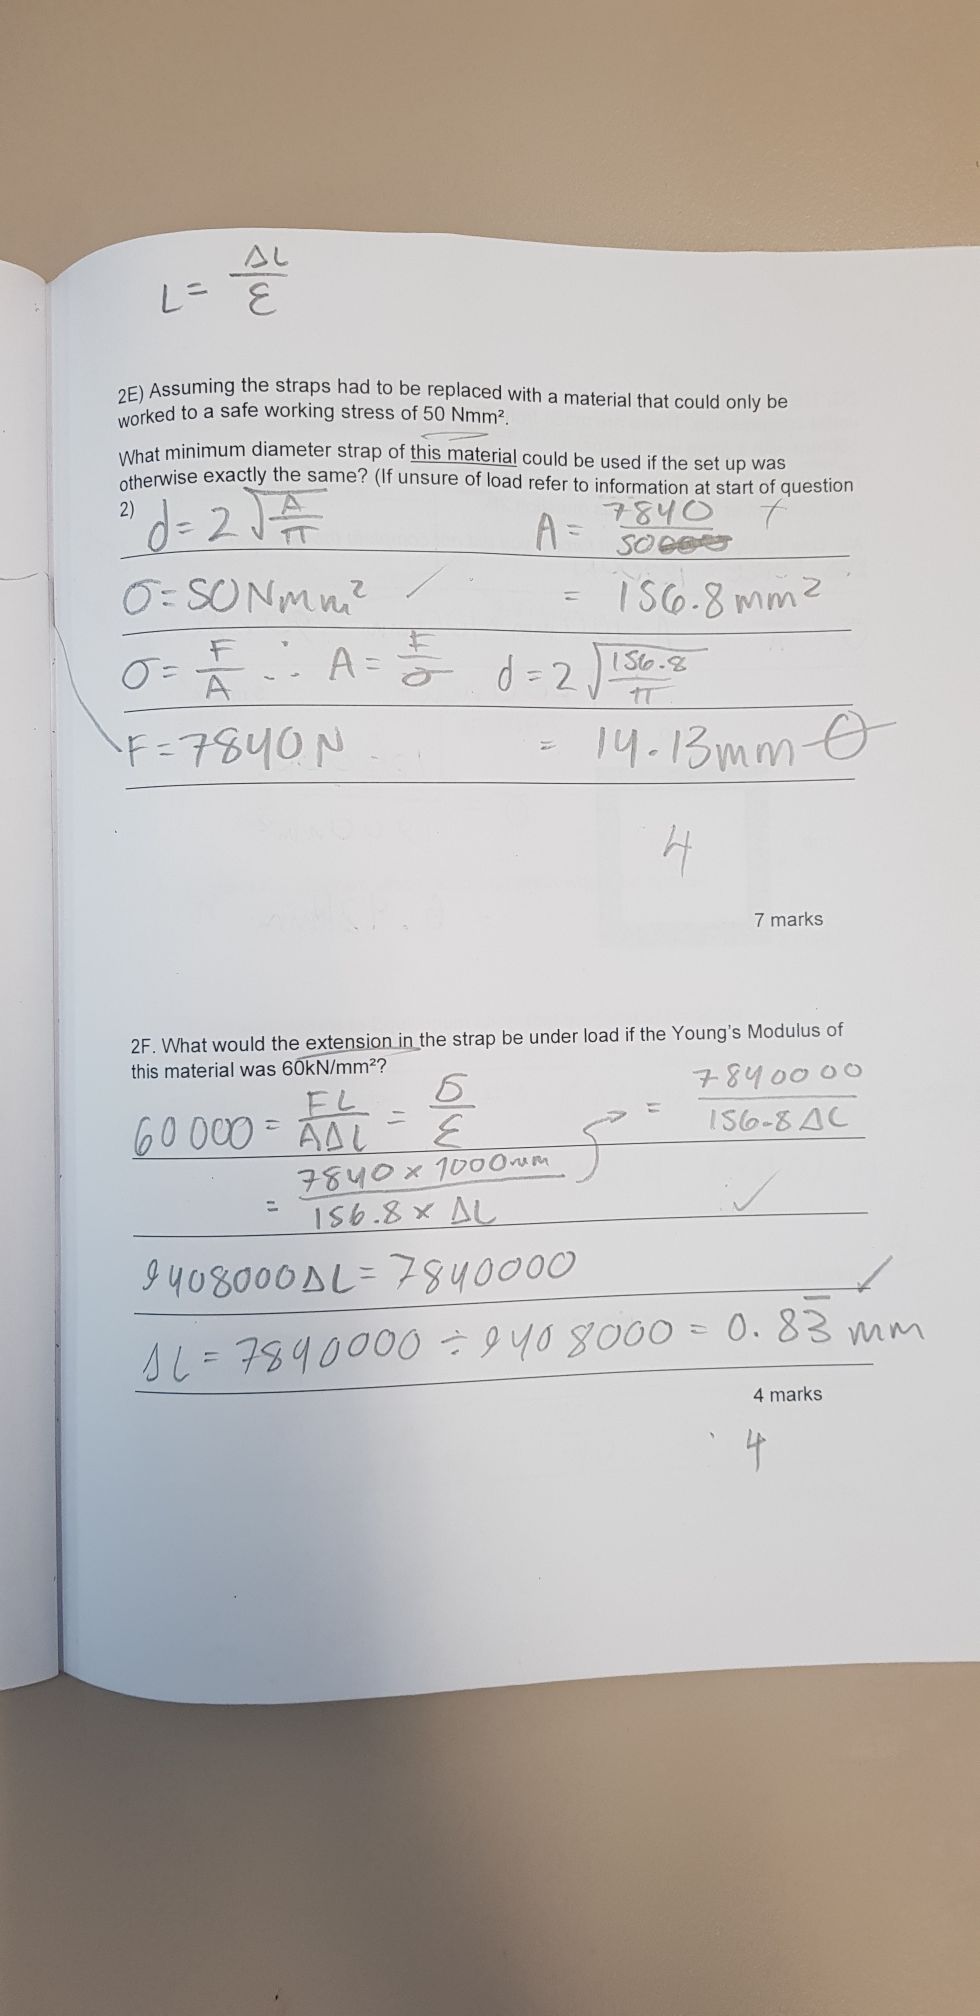 L = ΔL / ε
2E) Assuming the straps had to be replaced with a material that could only be
worked to a safe working stress of 50 Nmm².
What minimum diameter strap of this material could be used if the set up was
otherwise exactly the same? (If unsure of load refer to information at start of question
2)
d = 2√(A/π)
A = 7840 / 50
σ = 50Nmm²
= 156.8mm²
σ = F/A ∴ A = F/σ
d = 2√(156.8/π)
F = 7840N
= 14.13mm
4
7 marks
2F. What would the extension in the strap be under load if the Young's Modulus of
this material was 60kN/mm²?
60 000 = FL/AΔL = σ/ε
= 7840 × 1000mm / 156.8 × ΔL
= 7840000 / 156.8ΔL
✓
9408000ΔL = 7840000
✓
ΔL = 7840000 ÷ 9408000 = 0.83̅ mm
4 marks
4